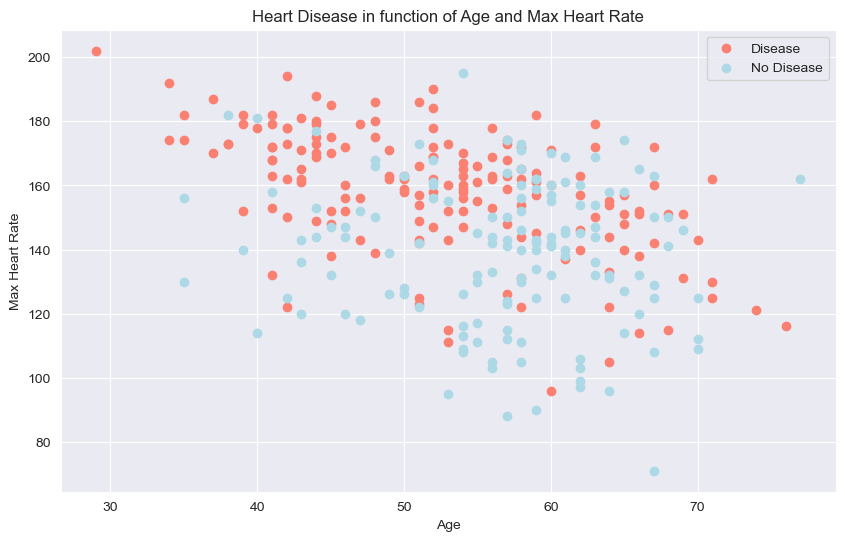 Heart Disease in function of Age and Max Heart Rate
Disease
No Disease
Max Heart Rate
200
180
160
140
120
100
80
30
40
50
60
70
Age